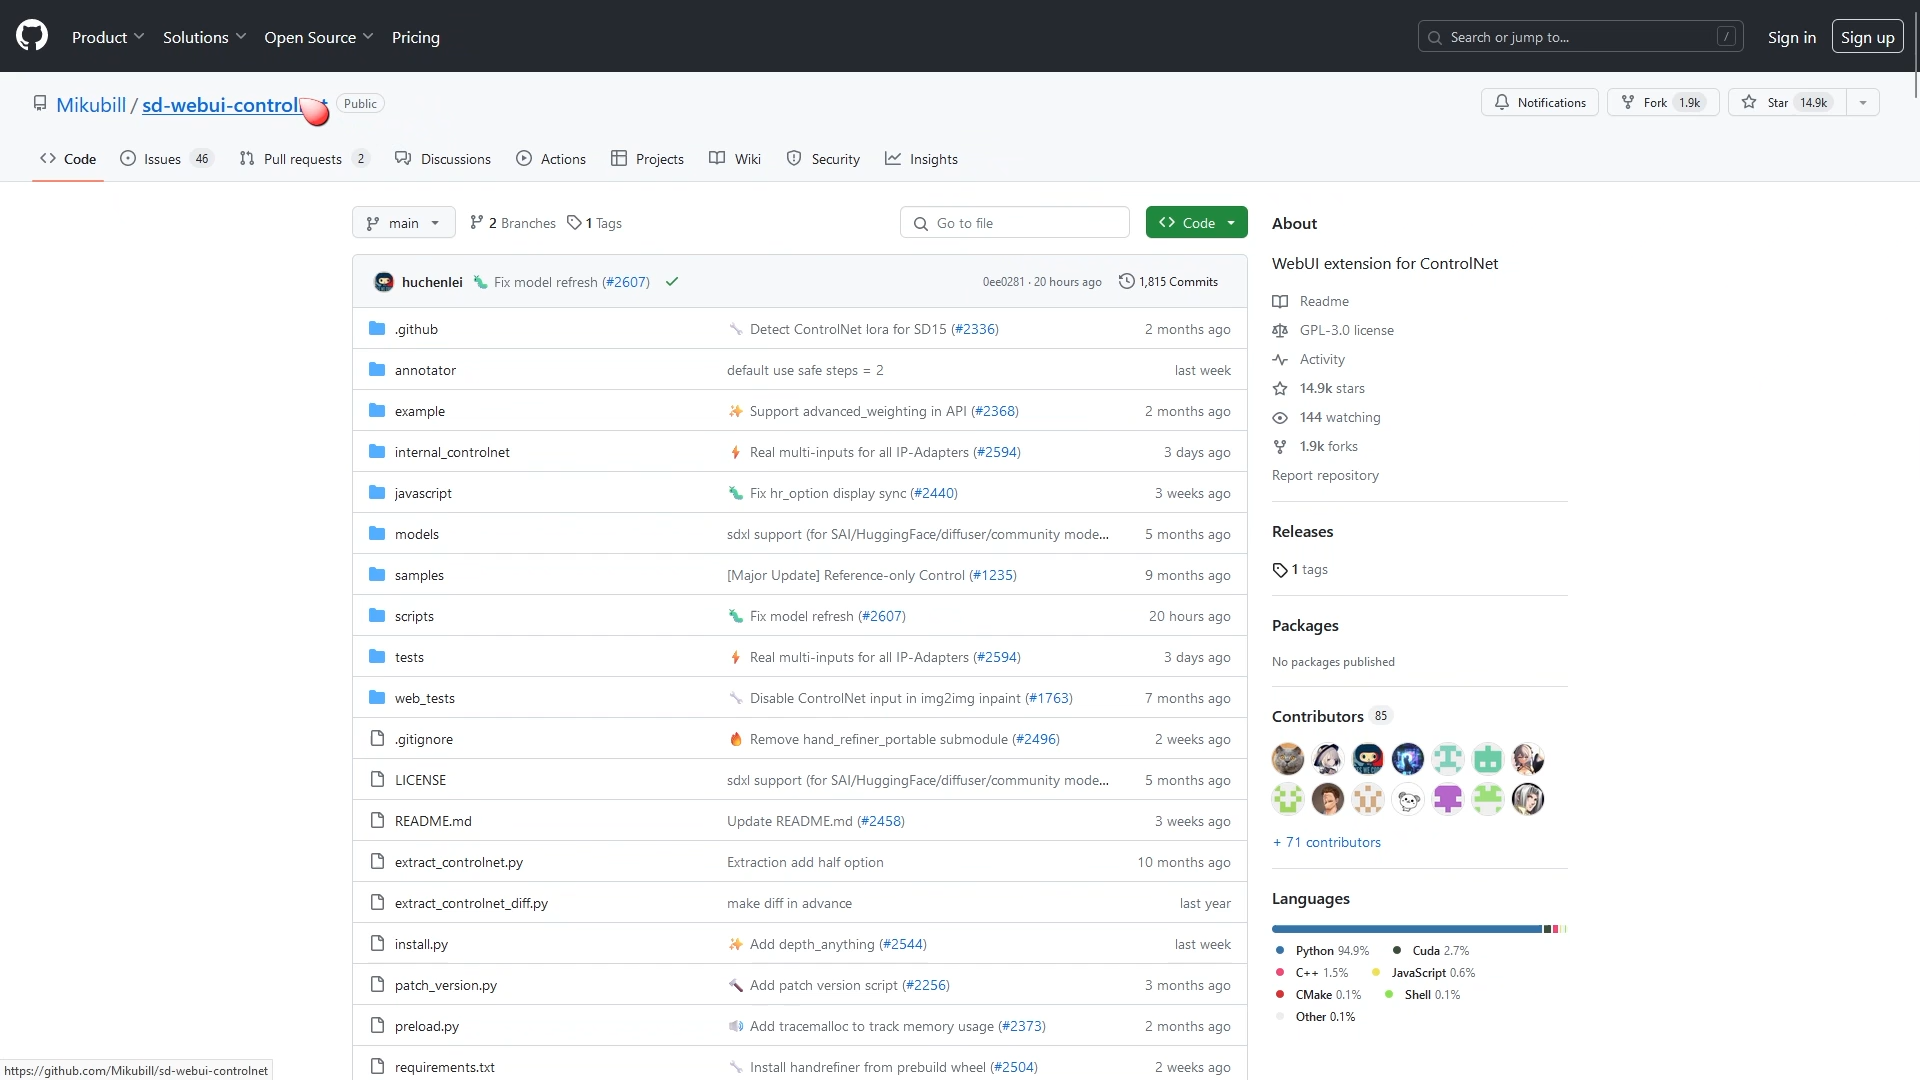 Product Solutions Open Source Pricing Search or jump to... / Sign in Sign up
Mikubill / sd-webui-control t Public Notifications Fork 1.9k Star 14.9k
Code Issues 46 Pull requests 2 Discussions Actions Projects Wiki Security Insights
main 2 Branches 1 Tags Go to file Code
huchenlei Fix model refresh (#2607) 0ee0281 · 20 hours ago 1,815 Commits
.github Detect ControlNet lora for SD15 (#2336) 2 months ago
annotator default use safe steps = 2 last week
example Support advanced_weighting in API (#2368) 2 months ago
internal_controlnet Real multi-inputs for all IP-Adapters (#2594) 3 days ago
javascript Fix hr_option display sync (#2440) 3 weeks ago
models sdxl support (for SAI/HuggingFace/diffuser/community mode... 5 months ago
samples [Major Update] Reference-only Control (#1235) 9 months ago
scripts Fix model refresh (#2607) 20 hours ago
tests Real multi-inputs for all IP-Adapters (#2594) 3 days ago
web_tests Disable ControlNet input in img2img inpaint (#1763) 7 months ago
.gitignore Remove hand_refiner_portable submodule (#2496) 2 weeks ago
LICENSE sdxl support (for SAI/HuggingFace/diffuser/community mode... 5 months ago
README.md Update README.md (#2458) 3 weeks ago
extract_controlnet.py Extraction add half option 10 months ago
extract_controlnet_diff.py make diff in advance last year
install.py Add depth_anything (#2544) last week
patch_version.py Add patch version script (#2256) 3 months ago
preload.py Add tracemalloc to track memory usage (#2373) 2 months ago
requirements.txt Install handrefiner from prebuild wheel (#2504) 2 weeks ago
About
WebUI extension for ControlNet
Readme
GPL-3.0 license
Activity
14.9k stars
144 watching
1.9k forks
Report repository
Releases
1 tags
Packages
No packages published
Contributors 85
+ 71 contributors
Languages
Python 94.9% Cuda 2.7%
C++ 1.5% JavaScript 0.6%
CMake 0.1% Shell 0.1%
Other 0.1%
https://github.com/Mikubill/sd-webui-controlnet